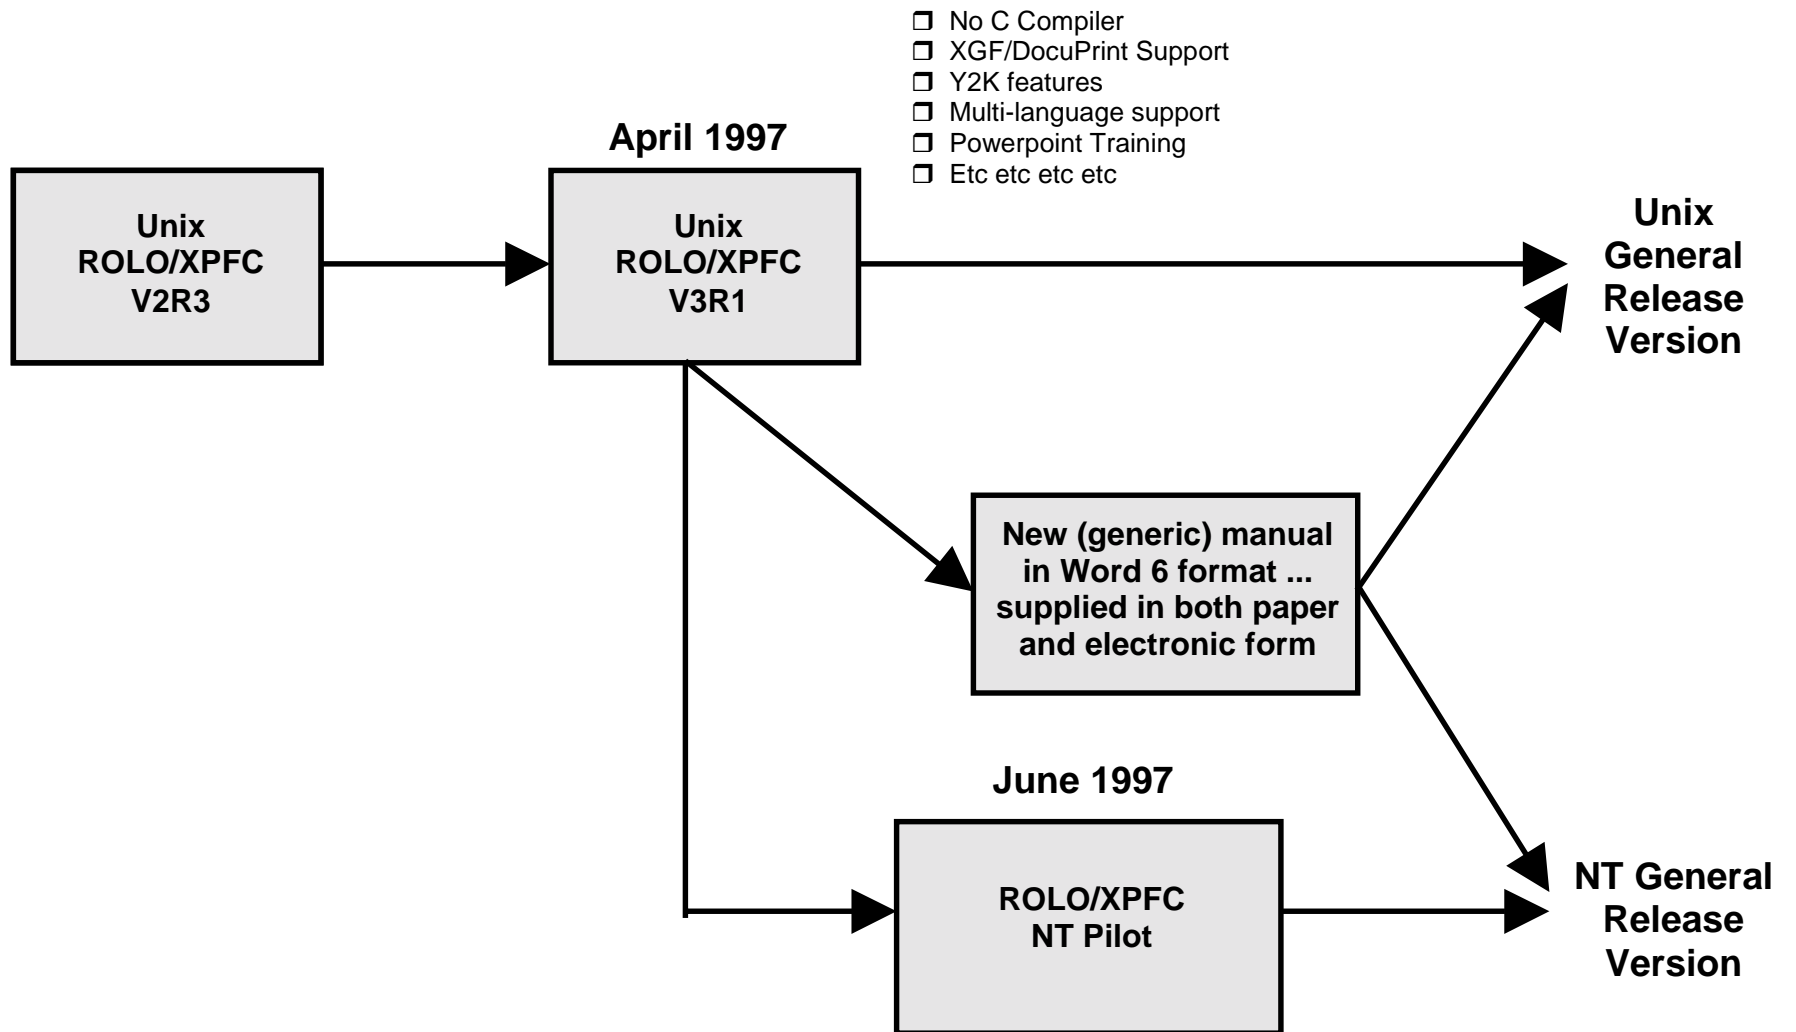 No C Compiler
XGF/DocuPrint Support
Y2K features
Multi-language support
Powerpoint Training
Etc etc etc etc
April 1997
Unix
ROLO/XPFC
V2R3
Unix
ROLO/XPFC
V3R1
Unix
General
Release
Version
New (generic) manual
in Word 6 format ...
supplied in both paper
and electronic form
June 1997
ROLO/XPFC
NT Pilot
NT General
Release
Version